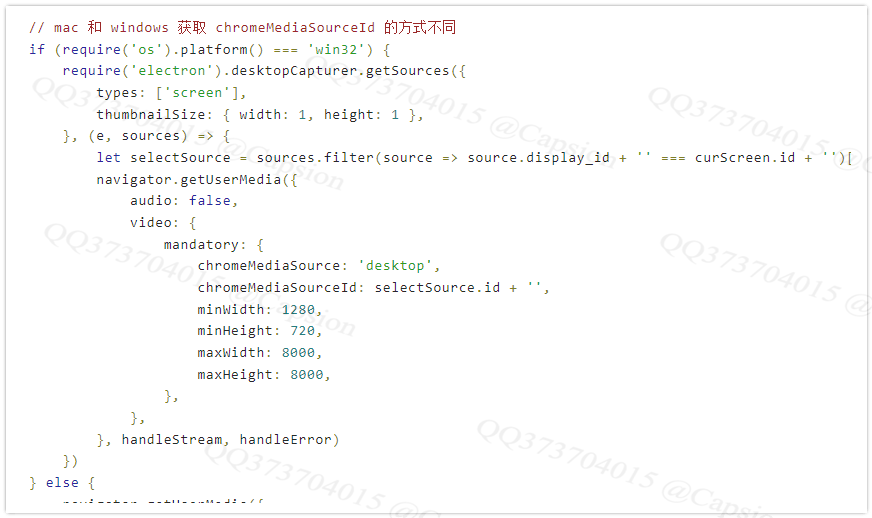 // mac 和 windows 获取 chromeMediaSourceId 的方式不同
if (require('os').platform() === 'win32') {
    require('electron').desktopCapturer.getSources({
        types: ['screen'],
        thumbnailSize: { width: 1, height: 1 },
    }, (e, sources) => {
        let selectSource = sources.filter(source => source.display_id + '' === curScreen.id + '')[
        navigator.getUserMedia({
            audio: false,
            video: {
                mandatory: {
                    chromeMediaSource: 'desktop',
                    chromeMediaSourceId: selectSource.id + '',
                    minWidth: 1280,
                    minHeight: 720,
                    maxWidth: 8000,
                    maxHeight: 8000,
                },
            },
        }, handleStream, handleError)
    })
} else {
    navigator.getUserMedia({
QQ373704015 @Capsion
QQ373704015 @Capsion
QQ373704015 @
QQ373704015 @Capsion
QQ373704015 @
QQ373704015 @Capsion
QQ373704015 @Capsion